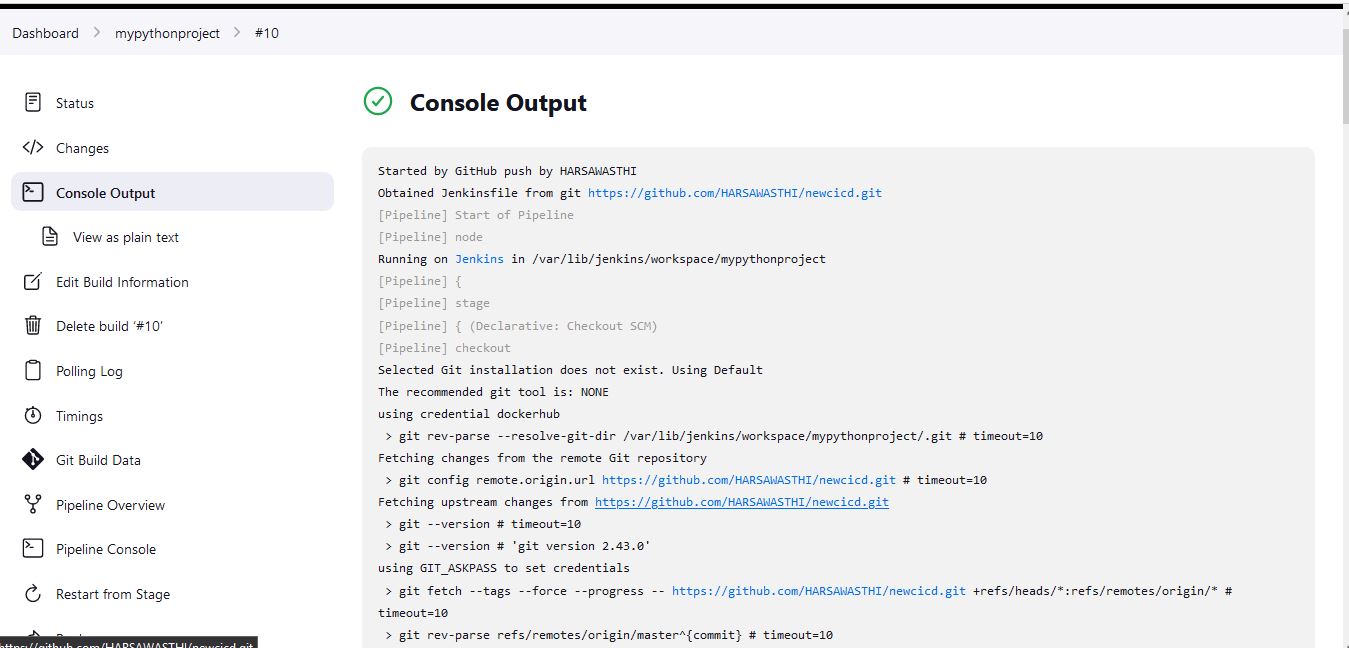 Dashboard > mypythonproject > #10
Status
Changes
Console Output
View as plain text
Edit Build Information
Delete build ‘#10’
Polling Log
Timings
Git Build Data
Pipeline Overview
Pipeline Console
Restart from Stage
https://github.com/HARSAWASTHI/newcicd.git
Console Output
Started by GitHub push by HARSAWASTHI
Obtained Jenkinsfile from git https://github.com/HARSAWASTHI/newcicd.git
[Pipeline] Start of Pipeline
[Pipeline] node
Running on Jenkins in /var/lib/jenkins/workspace/mypythonproject
[Pipeline] {
[Pipeline] stage
[Pipeline] { (Declarative: Checkout SCM)
[Pipeline] checkout
Selected Git installation does not exist. Using Default
The recommended git tool is: NONE
using credential dockerhub
> git rev-parse --resolve-git-dir /var/lib/jenkins/workspace/mypythonproject/.git # timeout=10
Fetching changes from the remote Git repository
> git config remote.origin.url https://github.com/HARSAWASTHI/newcicd.git # timeout=10
Fetching upstream changes from https://github.com/HARSAWASTHI/newcicd.git
> git --version # timeout=10
> git --version # 'git version 2.43.0'
using GIT_ASKPASS to set credentials
> git fetch --tags --force --progress -- https://github.com/HARSAWASTHI/newcicd.git +refs/heads/*:refs/remotes/origin/* #
timeout=10
> git rev-parse refs/remotes/origin/master^{commit} # timeout=10